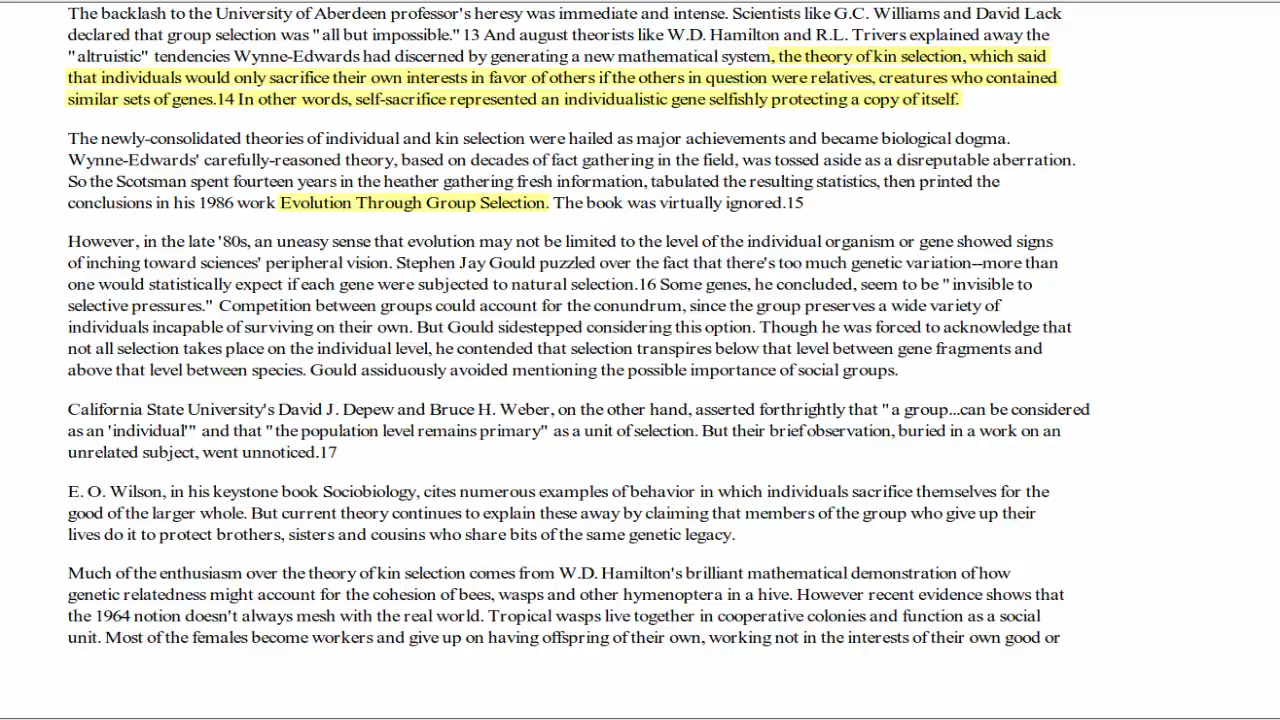 The backlash to the University of Aberdeen professor's heresy was immediate and intense. Scientists like G.C. Williams and David Lack
declared that group selection was "all but impossible."13 And august theorists like W.D. Hamilton and R.L. Trivers explained away the
"altruistic" tendencies Wynne-Edwards had discerned by generating a new mathematical system, the theory of kin selection, which said
that individuals would only sacrifice their own interests in favor of others if the others in question were relatives, creatures who contained
similar sets of genes.14 In other words, self-sacrifice represented an individualistic gene selfishly protecting a copy of itself.
The newly-consolidated theories of individual and kin selection were hailed as major achievements and became biological dogma.
Wynne-Edwards' carefully-reasoned theory, based on decades of fact gathering in the field, was tossed aside as a disreputable aberration.
So the Scotsman spent fourteen years in the heather gathering fresh information, tabulated the resulting statistics, then printed the
conclusions in his 1986 work Evolution Through Group Selection. The book was virtually ignored.15
However, in the late '80s, an uneasy sense that evolution may not be limited to the level of the individual organism or gene showed signs
of inching toward sciences' peripheral vision. Stephen Jay Gould puzzled over the fact that there's too much genetic variation--more than
one would statistically expect if each gene were subjected to natural selection.16 Some genes, he concluded, seem to be "invisible to
selective pressures." Competition between groups could account for the conundrum, since the group preserves a wide variety of
individuals incapable of surviving on their own. But Gould sidestepped considering this option. Though he was forced to acknowledge that
not all selection takes place on the individual level, he contended that selection transpires below that level between gene fragments and
above that level between species. Gould assiduously avoided mentioning the possible importance of social groups.
California State University's David J. Depew and Bruce H. Weber, on the other hand, asserted forthrightly that "a group...can be considered
as an 'individual'" and that "the population level remains primary" as a unit of selection. But their brief observation, buried in a work on an
unrelated subject, went unnoticed.17
E. O. Wilson, in his keystone book Sociobiology, cites numerous examples of behavior in which individuals sacrifice themselves for the
good of the larger whole. But current theory continues to explain these away by claiming that members of the group who give up their
lives do it to protect brothers, sisters and cousins who share bits of the same genetic legacy.
Much of the enthusiasm over the theory of kin selection comes from W.D. Hamilton's brilliant mathematical demonstration of how
genetic relatedness might account for the cohesion of bees, wasps and other hymenoptera in a hive. However recent evidence shows that
the 1964 notion doesn't always mesh with the real world. Tropical wasps live together in cooperative colonies and function as a social
unit. Most of the females become workers and give up on having offspring of their own, working not in the interests of their own good or